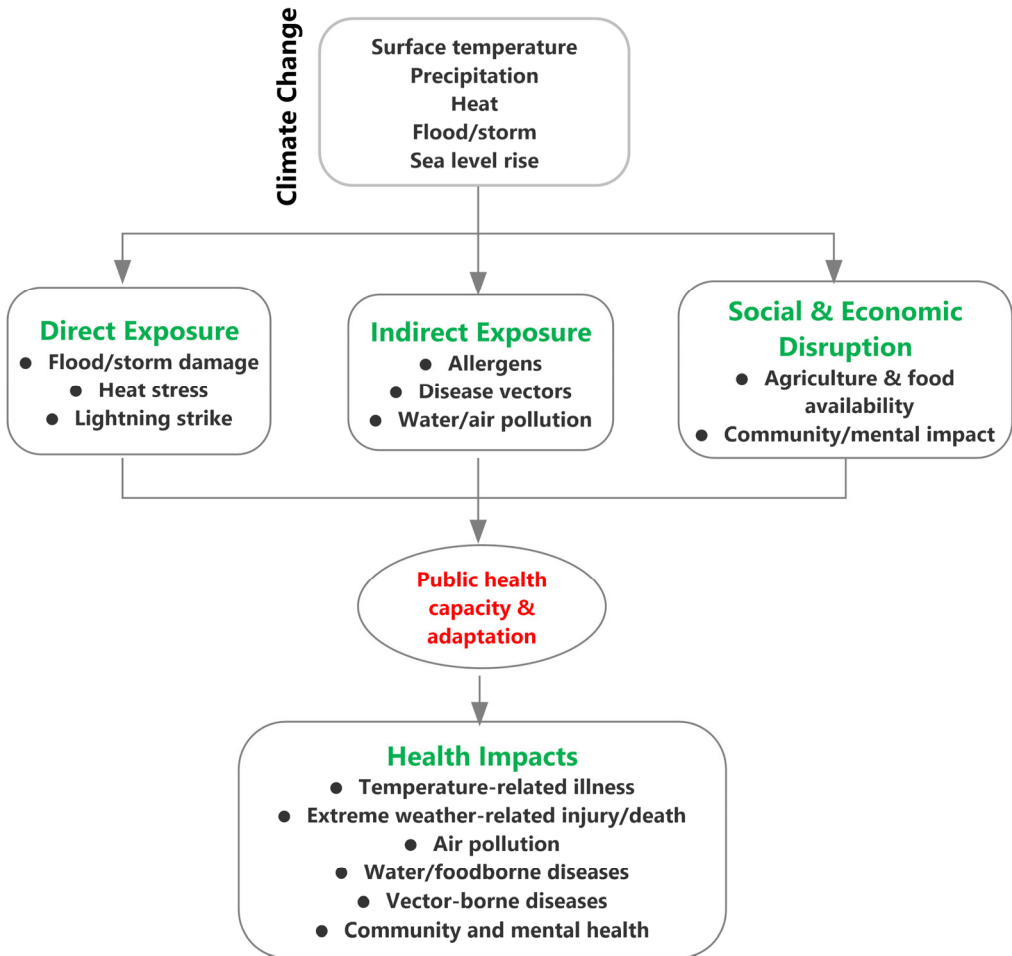 Climate Change
Surface temperature
Precipitation
Heat
Flood/storm
Sea level rise
Direct Exposure
● Flood/storm damage
● Heat stress
● Lightning strike
Indirect Exposure
● Allergens
● Disease vectors
● Water/air pollution
Social & Economic
Disruption
● Agriculture & food
availability
● Community/mental impact
Public health
capacity &
adaptation
Health Impacts
● Temperature-related illness
● Extreme weather-related injury/death
● Air pollution
● Water/foodborne diseases
● Vector-borne diseases
● Community and mental health